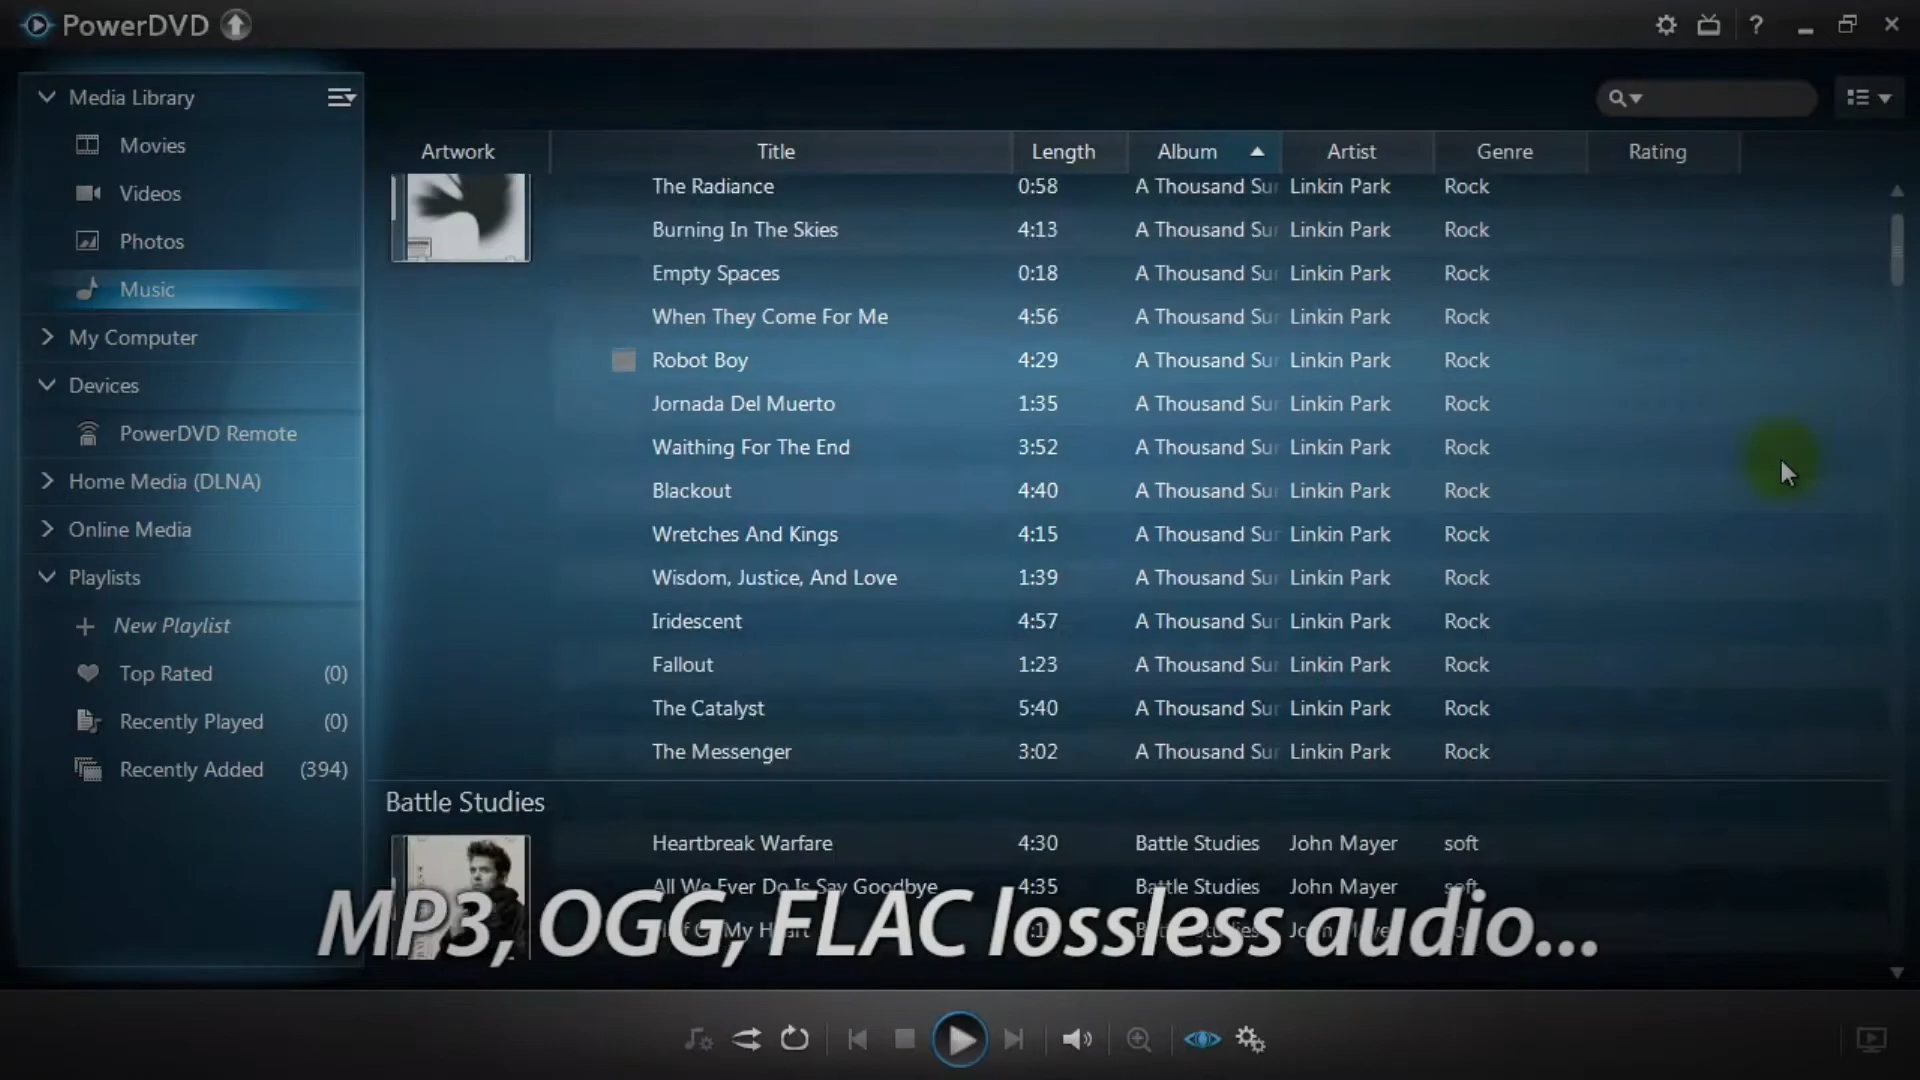 PowerDVD
?
Media Library
Movies
Videos
Photos
Music
My Computer
Devices
PowerDVD Remote
Home Media (DLNA)
Online Media
Playlists
New Playlist
Top Rated (0)
Recently Played (0)
Recently Added (394)
Artwork Title Length Album Artist Genre Rating
The Radiance 0:58 A Thousand Sur Linkin Park Rock
Burning In The Skies 4:13 A Thousand Sur Linkin Park Rock
Empty Spaces 0:18 A Thousand Sur Linkin Park Rock
When They Come For Me 4:56 A Thousand Sur Linkin Park Rock
Robot Boy 4:29 A Thousand Sur Linkin Park Rock
Jornada Del Muerto 1:35 A Thousand Sur Linkin Park Rock
Waithing For The End 3:52 A Thousand Sur Linkin Park Rock
Blackout 4:40 A Thousand Sur Linkin Park Rock
Wretches And Kings 4:15 A Thousand Sur Linkin Park Rock
Wisdom, Justice, And Love 1:39 A Thousand Sur Linkin Park Rock
Iridescent 4:57 A Thousand Sur Linkin Park Rock
Fallout 1:23 A Thousand Sur Linkin Park Rock
The Catalyst 5:40 A Thousand Sur Linkin Park Rock
The Messenger 3:02 A Thousand Sur Linkin Park Rock
Battle Studies
Heartbreak Warfare 4:30 Battle Studies John Mayer soft
All We Ever Do Is Say Goodbye 4:35 Battle Studies John Mayer soft
MP3, OGG, FLAC lossless audio...